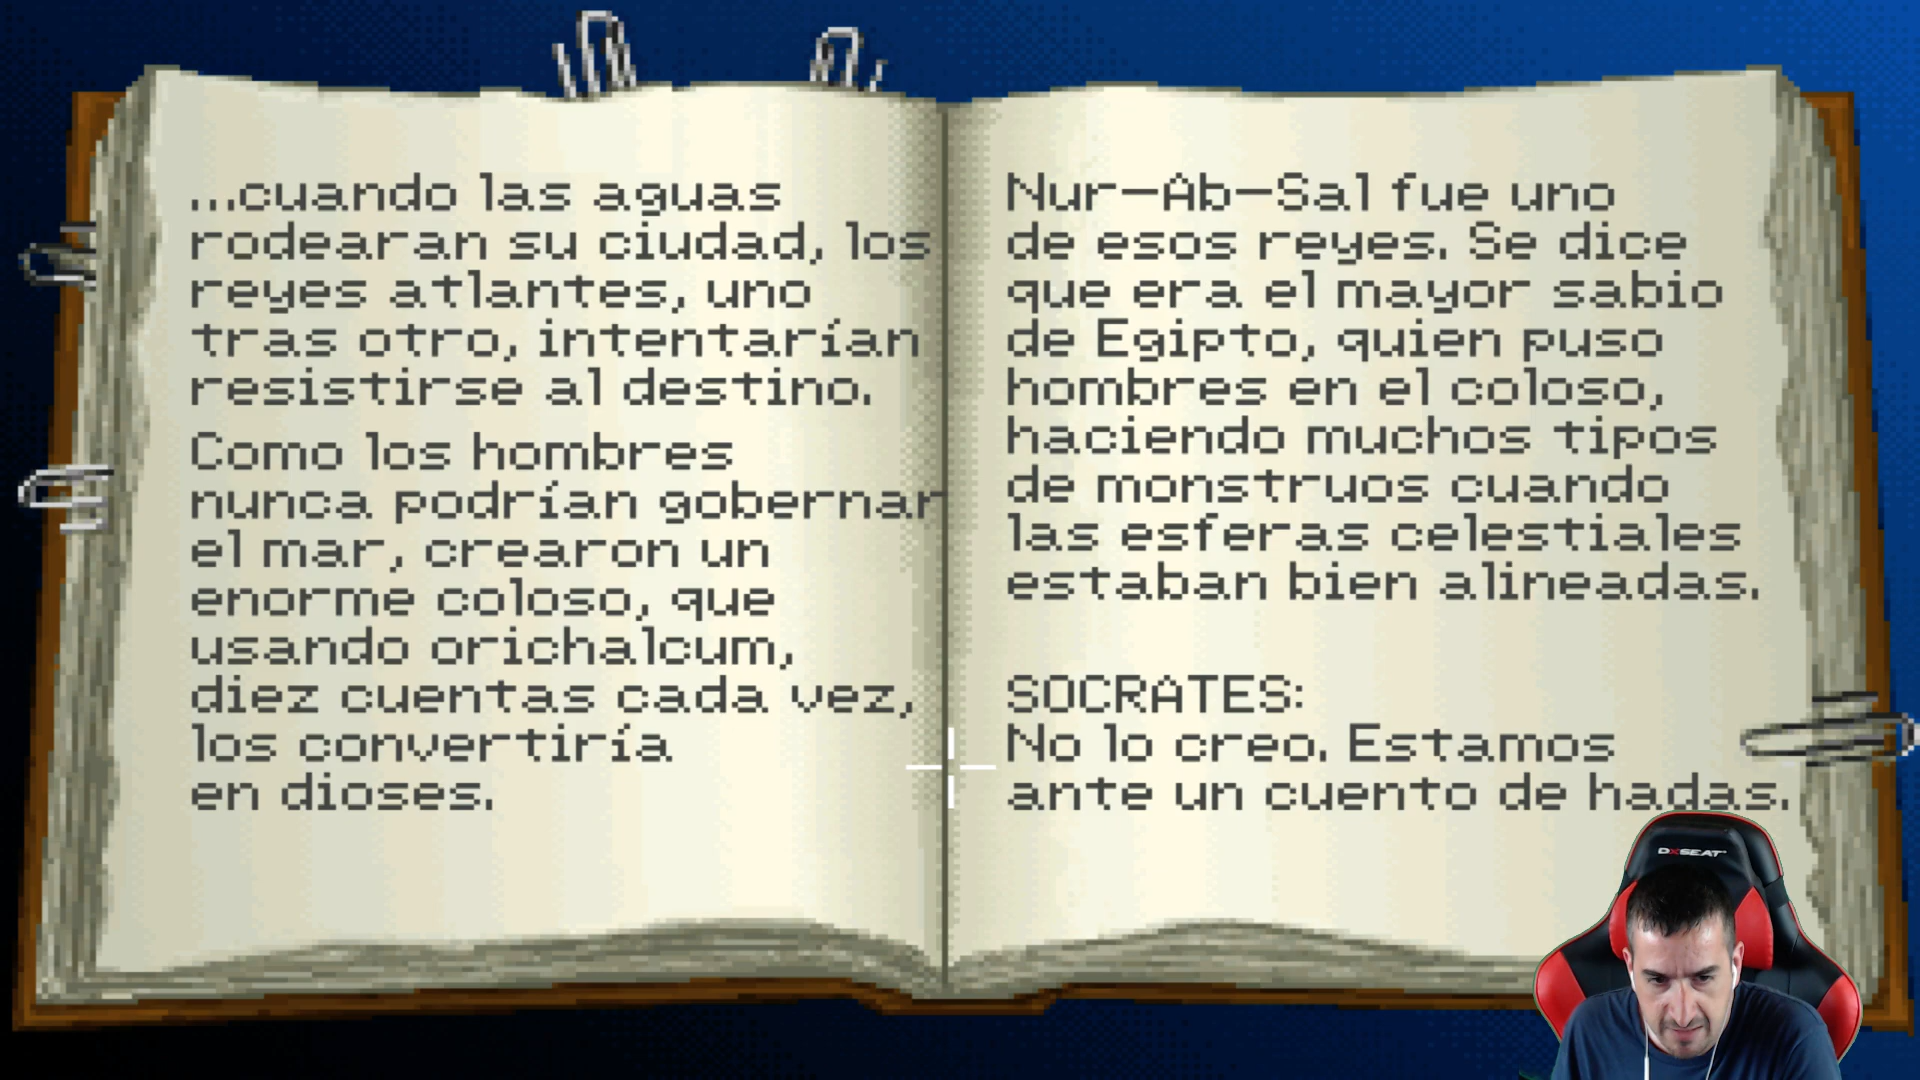 ...cuando las aguas
rodearan su ciudad, los
reyes atlantes, uno
tras otro, intentarían
resistirse al destino.
Como los hombres
nunca podrían gobernar
el mar, crearon un
enorme coloso, que
usando orichalcum,
diez cuentas cada vez,
los convertiría
en dioses.
Nur-Ab-Sal fue uno
de esos reyes. Se dice
que era el mayor sabio
de Egipto, quien puso
hombres en el coloso,
haciendo muchos tipos
de monstruos cuando
las esferas celestiales
estaban bien alineadas.
SOCRATES:
No lo creo. Estamos
ante un cuento de hadas.
DXSEAT